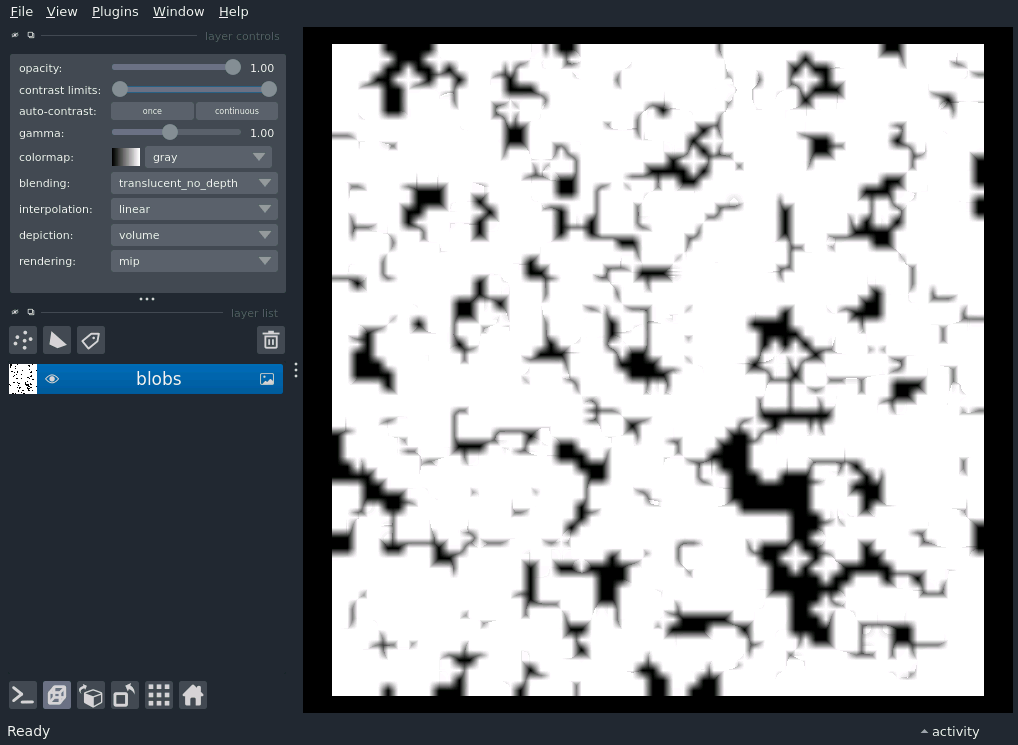 File View Plugins Window Help
layer controls
opacity: 1.00
contrast limits:
auto-contrast: once continuous
gamma: 1.00
colormap: gray
blending: translucent_no_depth
interpolation: linear
depiction: volume
rendering: mip
layer list
blobs
Ready activity